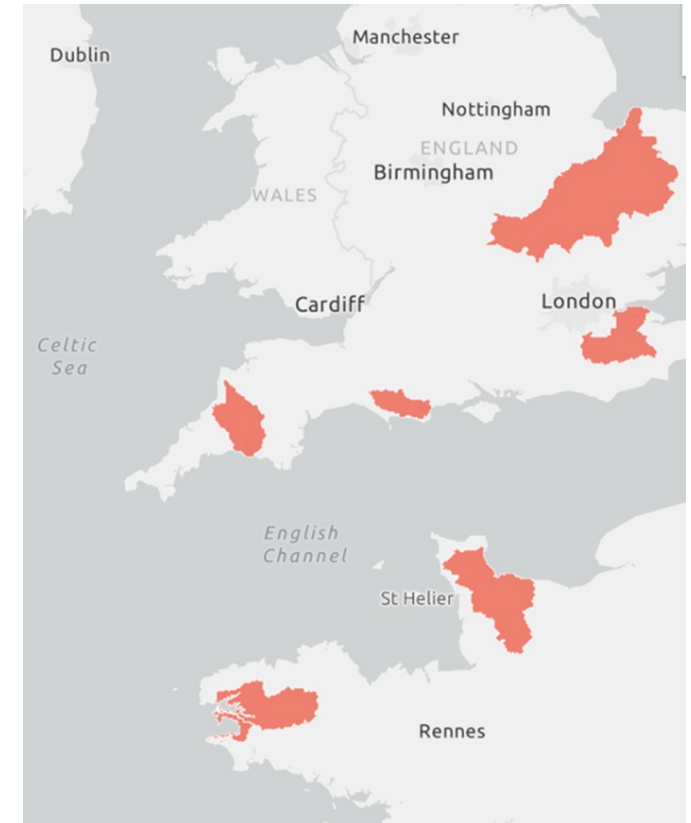 Manchester
Dublin
Nottingham
ENGLAND
Birmingham
WALES
Cardiff
London
Celtic
Sea
English
Channel
St Helier
Rennes